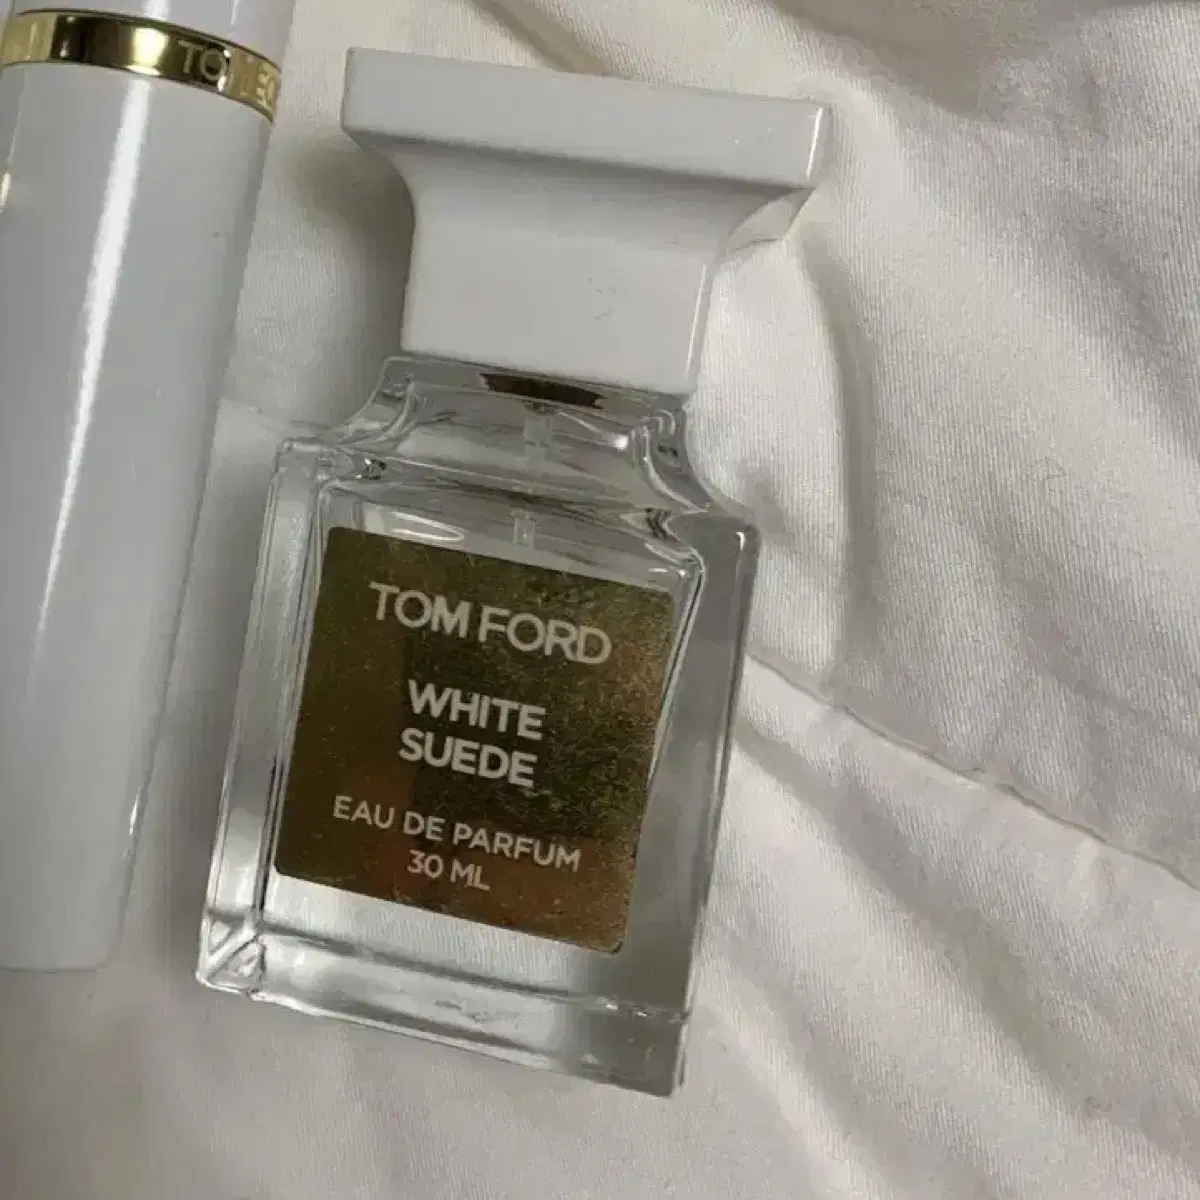 TOM FORD
WHITE
SUEDE
EAU DE PARFUM
30 ML